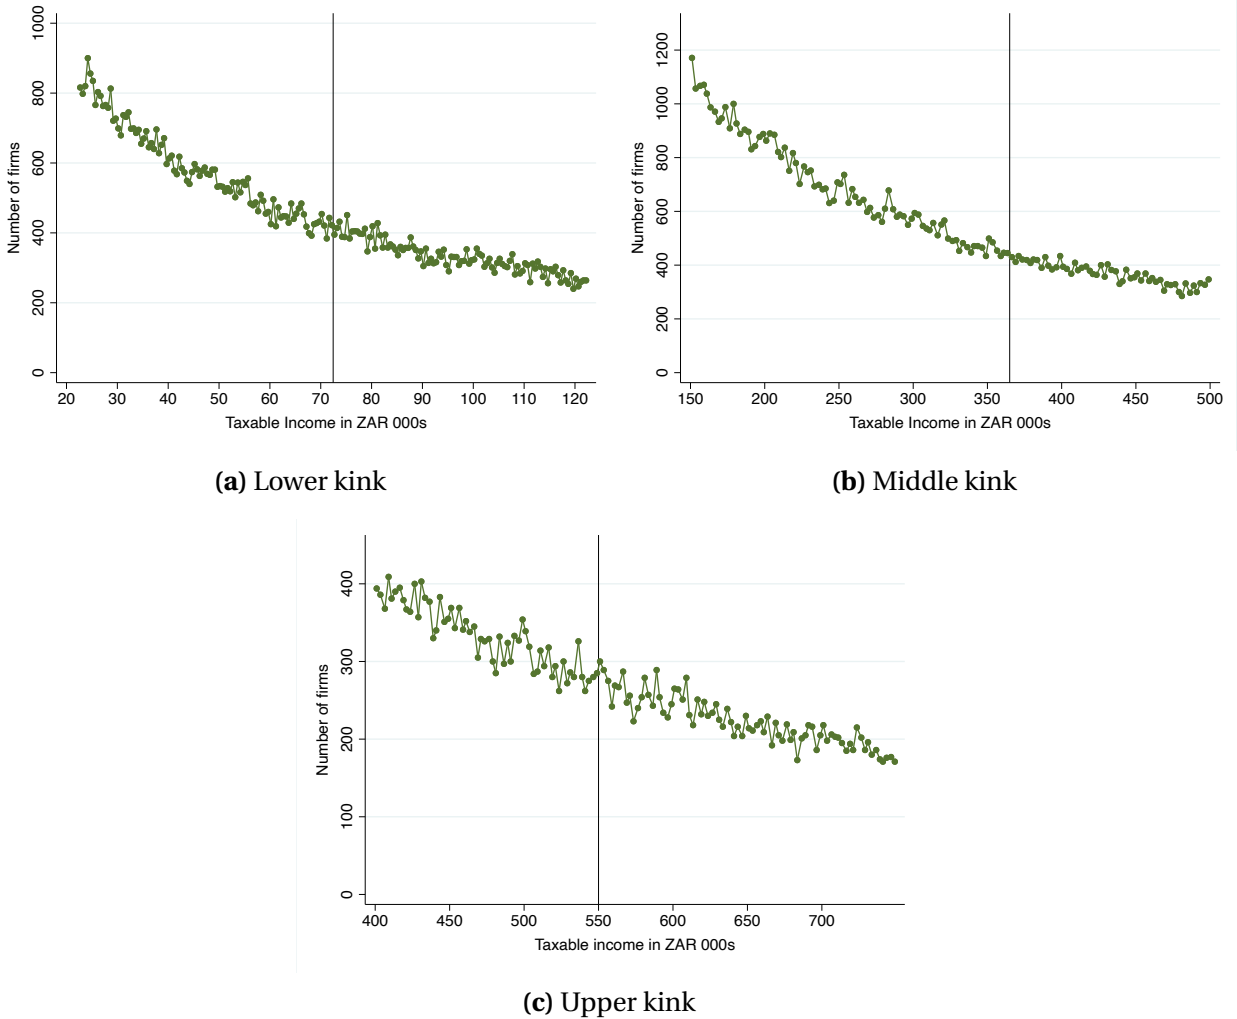 1000
800
600
400
200
0
Number of firms
20 30 40 50 60 70 80 90 100 110 120
Taxable Income in ZAR 000s
(a) Lower kink
1200
1000
800
600
400
200
0
Number of firms
150 200 250 300 350 400 450 500
Taxable Income in ZAR 000s
(b) Middle kink
400
300
200
100
0
Number of firms
400 450 500 550 600 650 700
Taxable income in ZAR 000s
(c) Upper kink